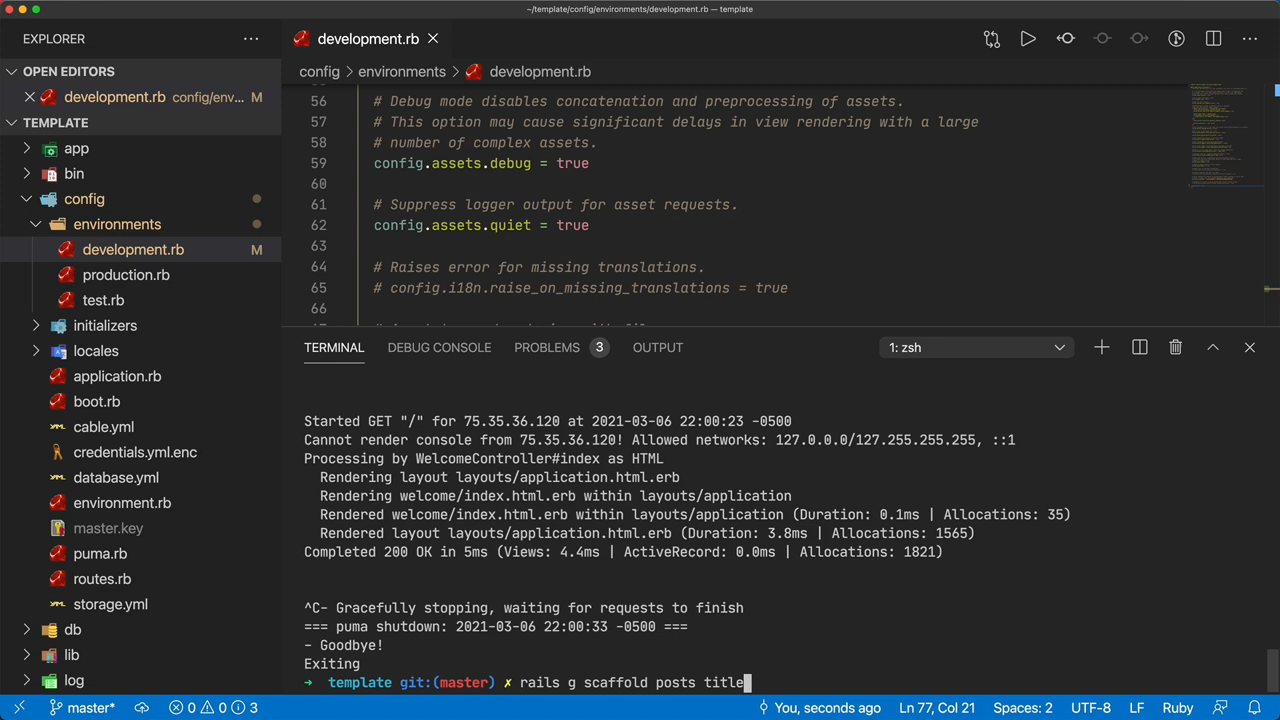 ~/template/config/environments/development.rb — template
EXPLORER
development.rb
OPEN EDITORS
config > environments > development.rb
development.rb config/env... M
TEMPLATE
app
bin
config
environments
development.rb M
production.rb
test.rb
initializers
locales
application.rb
boot.rb
cable.yml
credentials.yml.enc
database.yml
environment.rb
master.key
puma.rb
routes.rb
storage.yml
db
lib
log
56 # Debug mode disables concatenation and preprocessing of assets.
57 # This option may cause significant delays in view rendering with a large
58 # number of complex assets.
59 config.assets.debug = true
60
61 # Suppress logger output for asset requests.
62 config.assets.quiet = true
63
64 # Raises error for missing translations.
65 # config.i18n.raise_on_missing_translations = true
66
TERMINAL DEBUG CONSOLE PROBLEMS 3 OUTPUT 1: zsh
Started GET "/" for 75.35.36.120 at 2021-03-06 22:00:23 -0500
Cannot render console from 75.35.36.120! Allowed networks: 127.0.0.0/127.255.255.255, ::1
Processing by WelcomeController#index as HTML
Rendering layout layouts/application.html.erb
Rendering welcome/index.html.erb within layouts/application
Rendered welcome/index.html.erb within layouts/application (Duration: 0.1ms | Allocations: 35)
Rendered layout layouts/application.html.erb (Duration: 3.8ms | Allocations: 1565)
Completed 200 OK in 5ms (Views: 4.4ms | ActiveRecord: 0.0ms | Allocations: 1821)
^C- Gracefully stopping, waiting for requests to finish
=== puma shutdown: 2021-03-06 22:00:33 -0500 ===
- Goodbye!
Exiting
→ template git:(master) ✗ rails g scaffold posts title
master* 0 0 3 You, seconds ago Ln 77, Col 21 Spaces: 2 UTF-8 LF Ruby